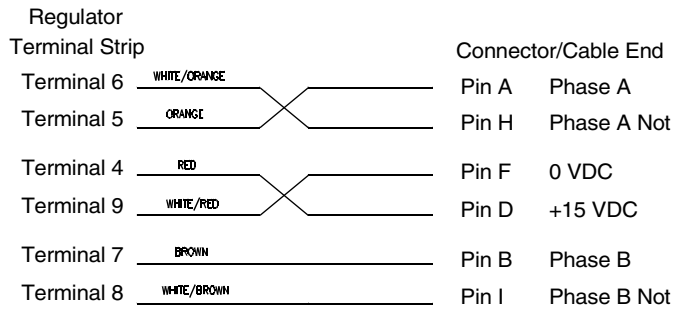 Regulator
Terminal Strip
Connector/Cable End
Terminal 6 WHITE/ORANGE Pin A Phase A
Terminal 5 ORANGE Pin H Phase A Not
Terminal 4 RED Pin F 0 VDC
Terminal 9 WHITE/RED Pin D +15 VDC
Terminal 7 BROWN Pin B Phase B
Terminal 8 WHITE/BROWN Pin I Phase B Not